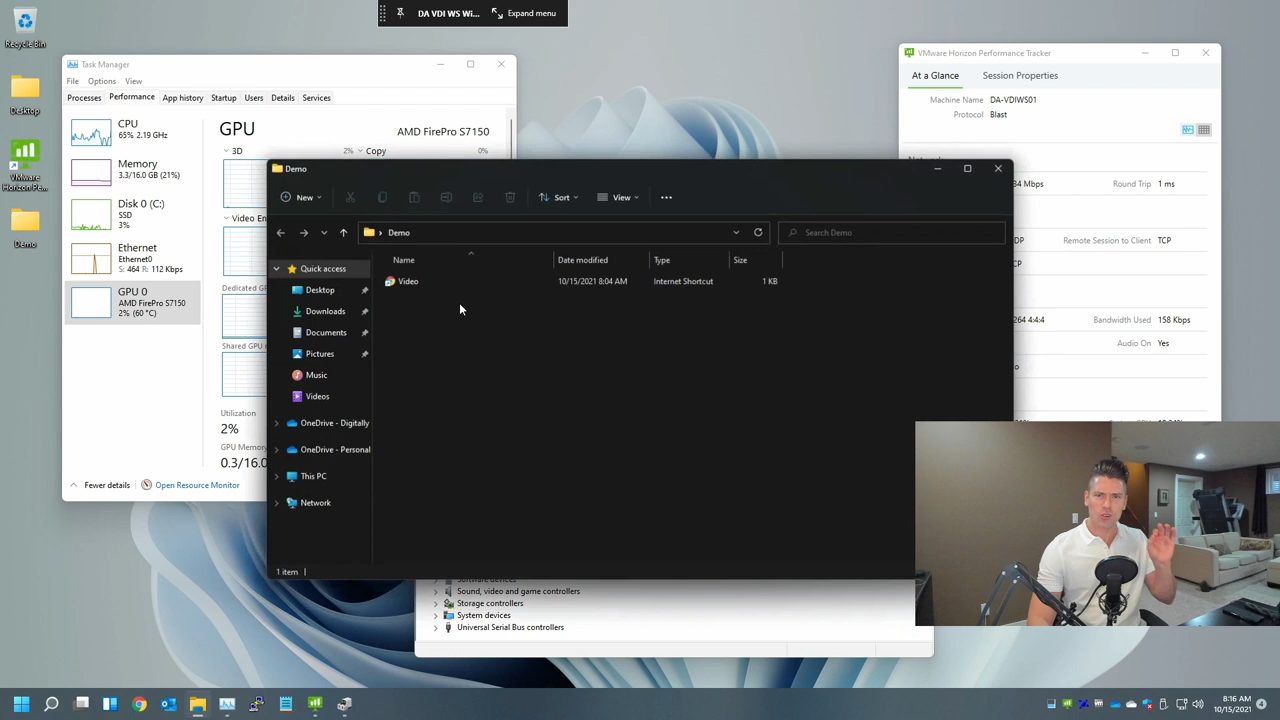 DA VDI WS Wi...
Expand menu
Recycle Bin
Desktop
VMware
Horizon Pe...
Demo
Task Manager
File Options View
Processes Performance App history Startup Users Details Services
CPU
65% 2.19 GHz
Memory
3.3/16.0 GB (21%)
Disk 0 (C:)
SSD
3%
Ethernet
Ethernet0
S: 464 R: 112 Kbps
GPU 0
AMD FirePro S7150
2% (60 °C)
GPU
AMD FirePro S7150
3D 2% Copy 0%
Video En
Dedicated GP
Shared GPU
Utilization
2%
GPU Memory
0.3/16.0
Fewer details Open Resource Monitor
VMware Horizon Performance Tracker
At a Glance Session Properties
Machine Name DA-VDIWS01
Protocol Blast
34 Mbps Round Trip 1 ms
DP Remote Session to Client TCP
CP
264 4:4:4 Bandwidth Used 158 Kbps
Audio On Yes
Demo
New Sort View
Demo
Search Demo
Name Date modified Type Size
Video 10/15/2021 8:04 AM Internet Shortcut 1 KB
Quick access
Desktop
Downloads
Documents
Pictures
Music
Videos
OneDrive - Digitally
OneDrive - Personal
This PC
Network
1 item
Sound, video and game controllers
Storage controllers
System devices
Universal Serial Bus controllers
8:16 AM
10/15/2021